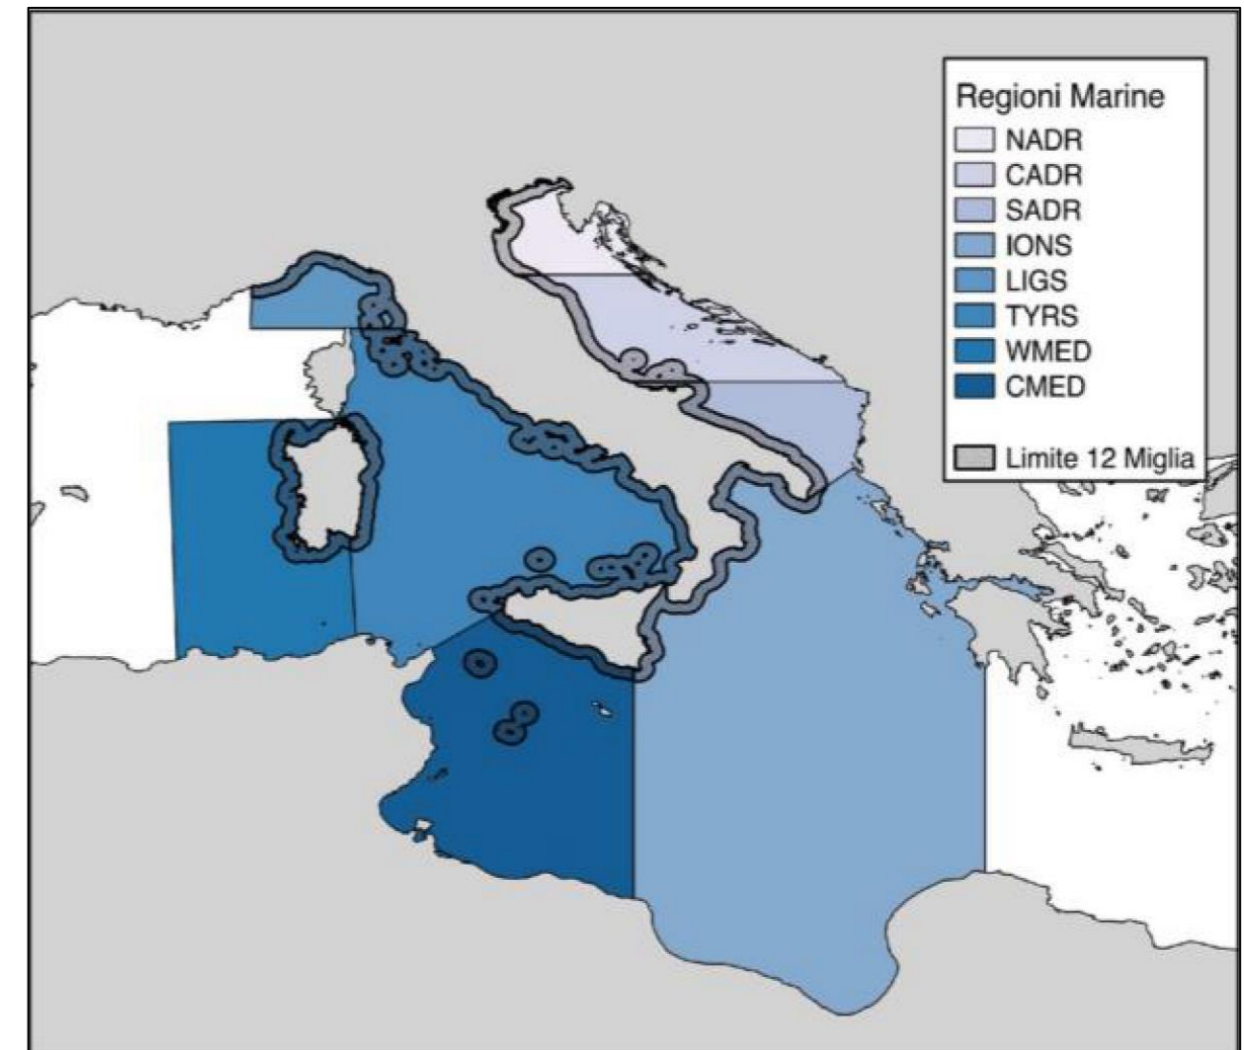 Regioni Marine
NADR
CADR
SADR
IONS
LIGS
TYRS
WMED
CMED
Limite 12 Miglia